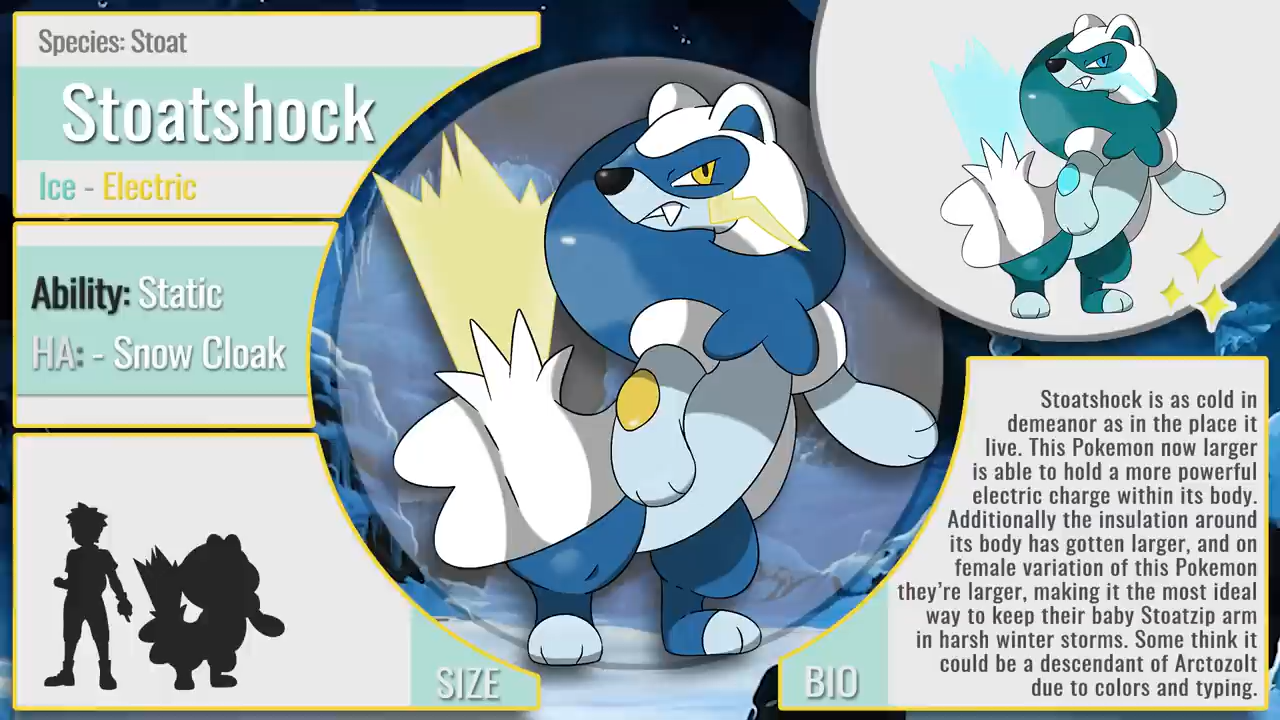 Species: Stoat
Stoatshock
Ice - Electric
Ability: Static
HA: - Snow Cloak
SIZE
BIO
Stoatshock is as cold in
demeanor as in the place it
live. This Pokemon now larger
is able to hold a more powerful
electric charge within its body.
Additionally the insulation around
its body has gotten larger, and on
female variation of this Pokemon
they're larger, making it the most ideal
way to keep their baby Stoatzip arm
in harsh winter storms. Some think it
could be a descendant of Arctozolt
due to colors and typing.